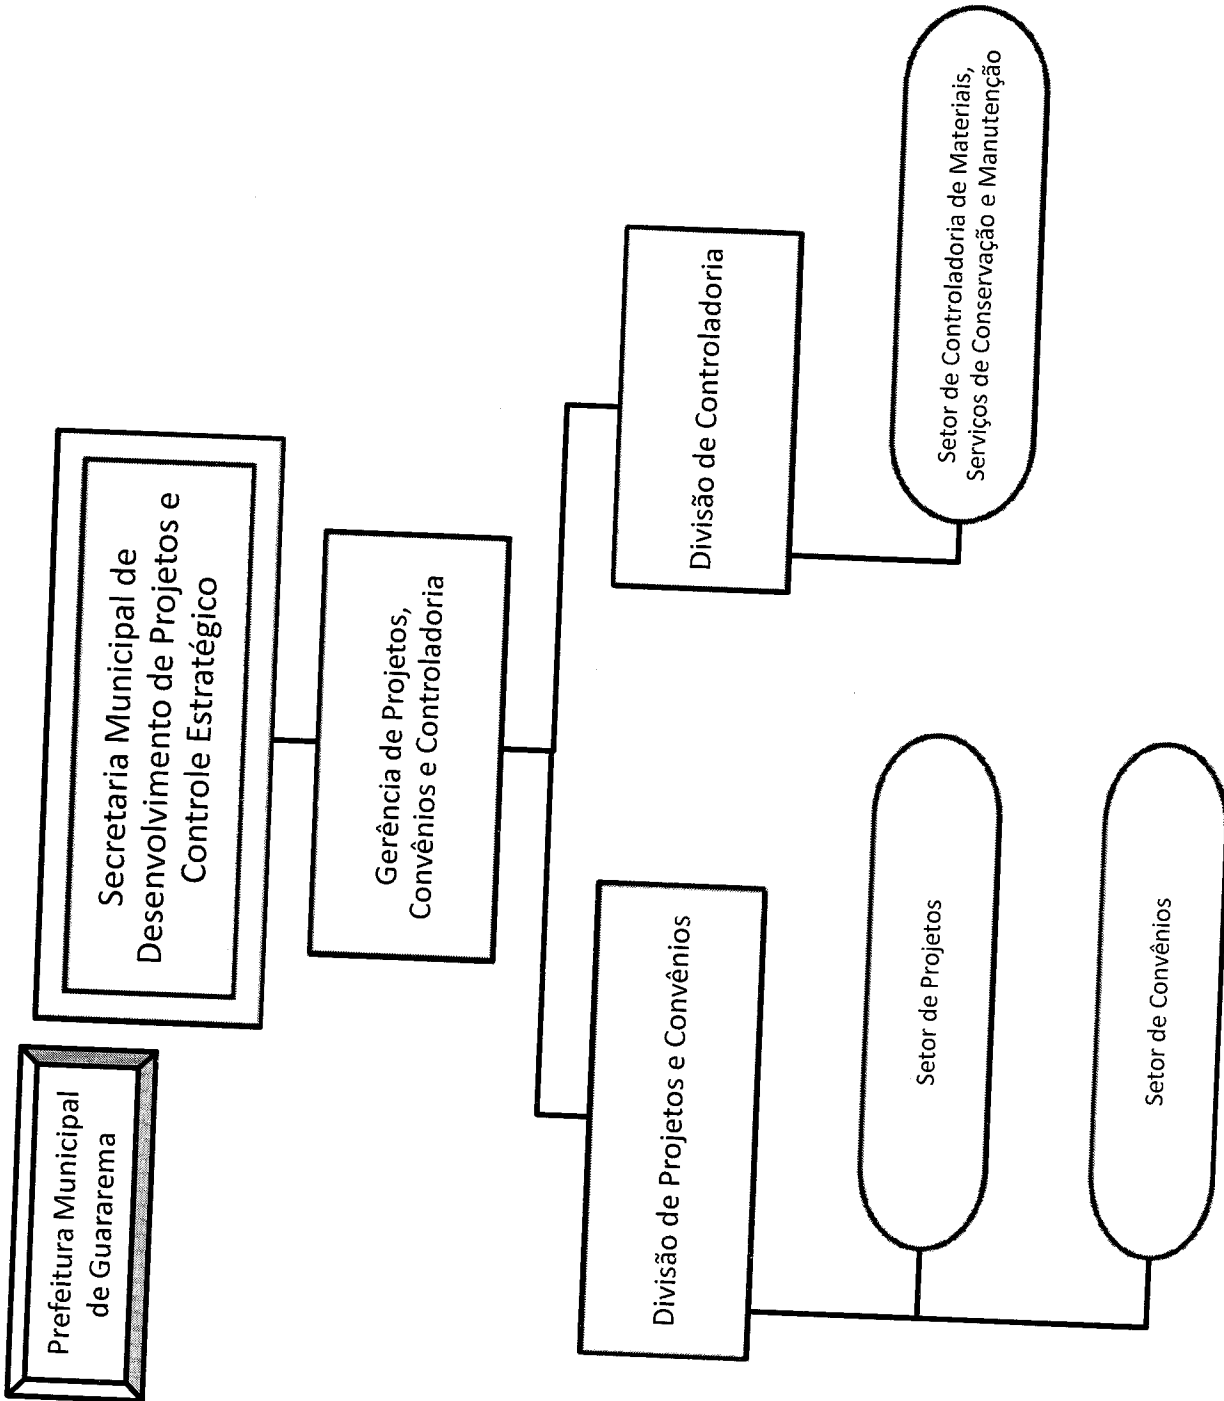 Prefeitura Municipal
de Guararema
Secretaria Municipal de
Desenvolvimento de Projetos e
Controle Estratégico
Gerência de Projetos,
Convênios e Controladoria
Divisão de Projetos e Convênios
Divisão de Controladoria
Setor de Projetos
Setor de Convênios
Setor de Controladoria de Materiais,
Serviços de Conservação e Manutenção